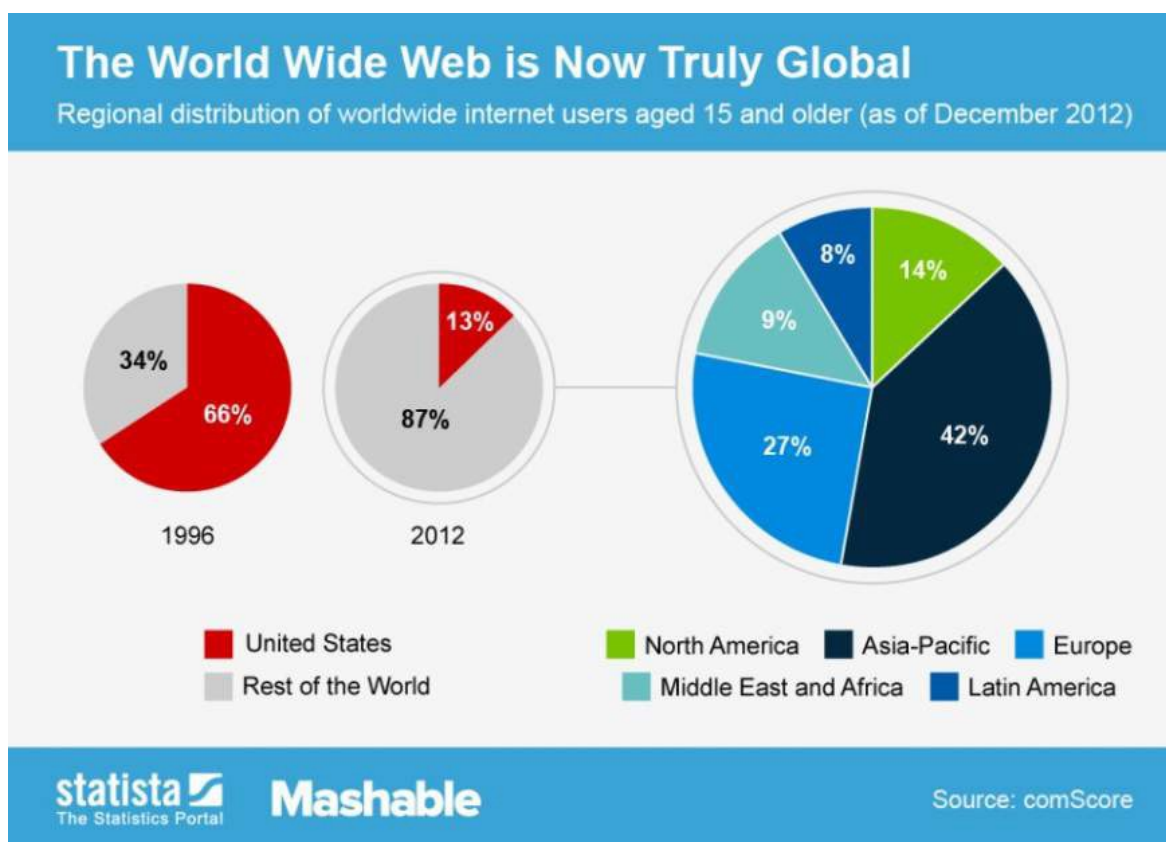 The World Wide Web is Now Truly Global
Regional distribution of worldwide internet users aged 15 and older (as of December 2012)
34%
66%
1996
13%
87%
2012
8%
14%
9%
27%
42%
United States
Rest of the World
North America
Asia-Pacific
Europe
Middle East and Africa
Latin America
statista
The Statistics Portal
Mashable
Source: comScore